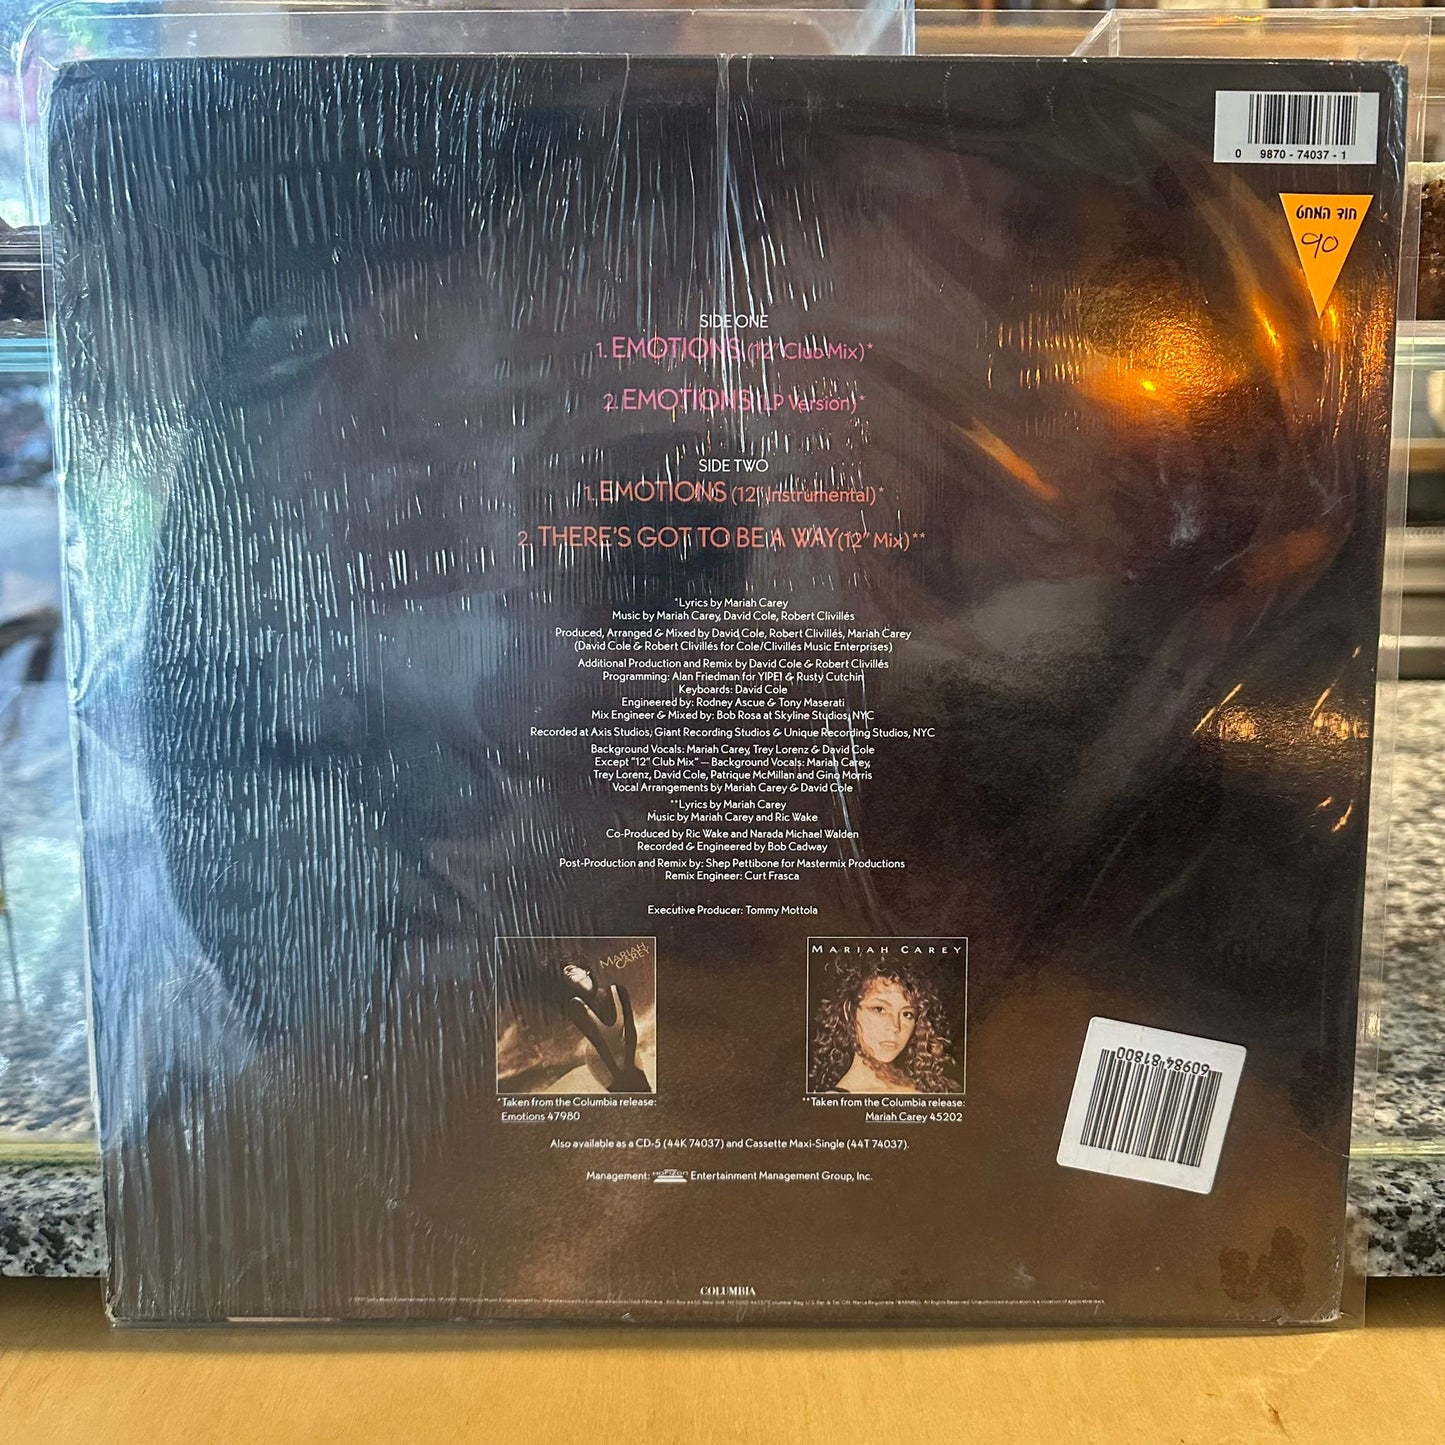 0 9870 - 74037 - 1
חוד המחט
90
SIDE ONE
1. EMOTIONS (12" Club Mix)*
2. EMOTIONS (LP Version)*
SIDE TWO
1. EMOTIONS (12" Instrumental)*
2. THERE'S GOT TO BE A WAY (12" Mix)**
*Lyrics by Mariah Carey
Music by Mariah Carey, David Cole, Robert Clivillés
Produced, Arranged & Mixed by David Cole, Robert Clivillés, Mariah Carey
(David Cole & Robert Clivillés for Cole/Clivillés Music Enterprises)
Additional Production and Remix by David Cole & Robert Clivillés
Programming: Alan Friedman for YIPE! & Rusty Cutchin
Keyboards: David Cole
Engineered by: Rodney Ascue & Tony Maserati
Mix Engineer & Mixed by: Bob Rosa at Skyline Studios, NYC
Recorded at Axis Studios, Giant Recording Studios & Unique Recording Studios, NYC
Background Vocals: Mariah Carey, Trey Lorenz & David Cole
Except "12" Club Mix" — Background Vocals: Mariah Carey,
Trey Lorenz, David Cole, Patrique McMillan and Gino Morris
Vocal Arrangements by Mariah Carey & David Cole
**Lyrics by Mariah Carey
Music by Mariah Carey and Ric Wake
Co-Produced by Ric Wake and Narada Michael Walden
Recorded & Engineered by Bob Cadway
Post-Production and Remix by: Shep Pettibone for Mastermix Productions
Remix Engineer: Curt Frasca
Executive Producer: Tommy Mottola
MARIAH
CAREY
MARIAH CAREY
*Taken from the Columbia release:
Emotions 47980
**Taken from the Columbia release:
Mariah Carey 45202
60984 81800
Also available as a CD-5 (44K 74037) and Cassette Maxi-Single (44T 74037).
Management: HORIZON Entertainment Management Group, Inc.
COLUMBIA